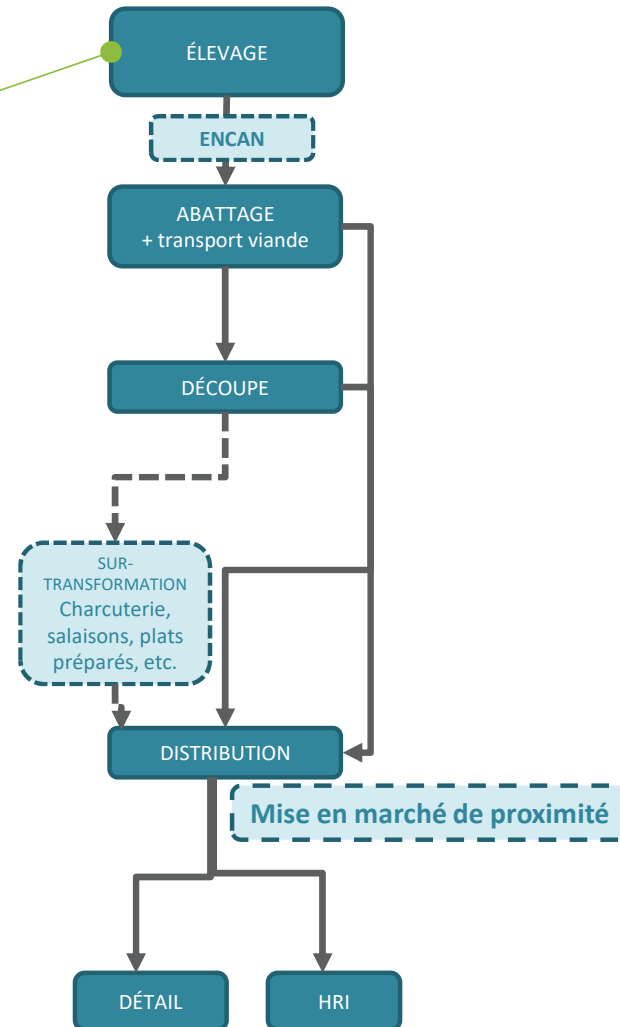 ÉLEVAGE
ENCAN
ABATTAGE
+ transport viande
DÉCOUPE
SUR-
TRANSFORMATION
Charcuterie,
salaisons, plats
préparés, etc.
DISTRIBUTION
Mise en marché de proximité
DÉTAIL
HRI